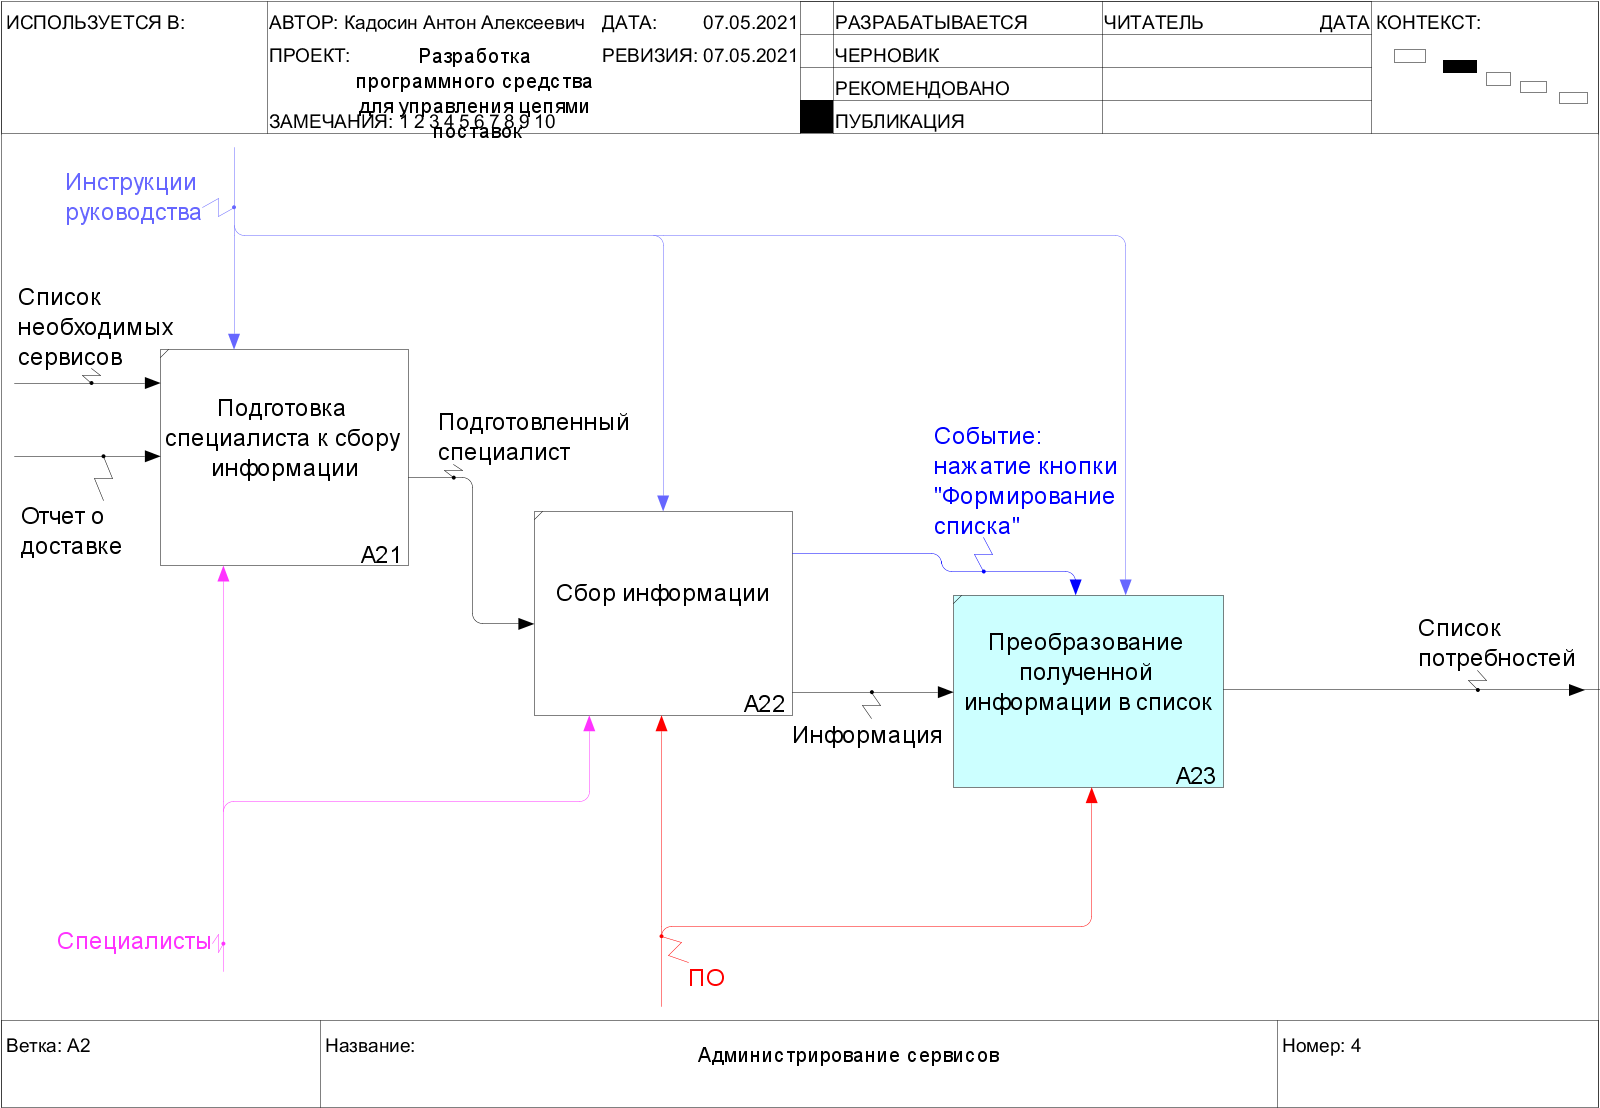 ИСПОЛЬЗУЕТСЯ В:
АВТОР: Кадосин Антон Алексеевич
ДАТА: 07.05.2021
РАЗРАБАТЫВАЕТСЯ
ЧИТАТЕЛЬ
ДАТА
КОНТЕКСТ:
ПРОЕКТ:
Разработка
программного средства
для управления цепями
поставок
РЕВИЗИЯ: 07.05.2021
ЧЕРНОВИК
РЕКОМЕНДОВАНО
ЗАМЕЧАНИЯ: 1 2 3 4 5 6 7 8 9 10
ПУБЛИКАЦИЯ
Инструкции
руководства
Список
необходимых
сервисов
Подготовка
специалиста к сбору
информации
A21
Отчет о
доставке
Подготовленный
специалист
Событие:
нажатие кнопки
"Формирование
списка"
Сбор информации
A22
Информация
Преобразование
полученной
информации в список
A23
Список
потребностей
Специалисты
ПО
Ветка: A2
Название:
Администрирование сервисов
Номер: 4